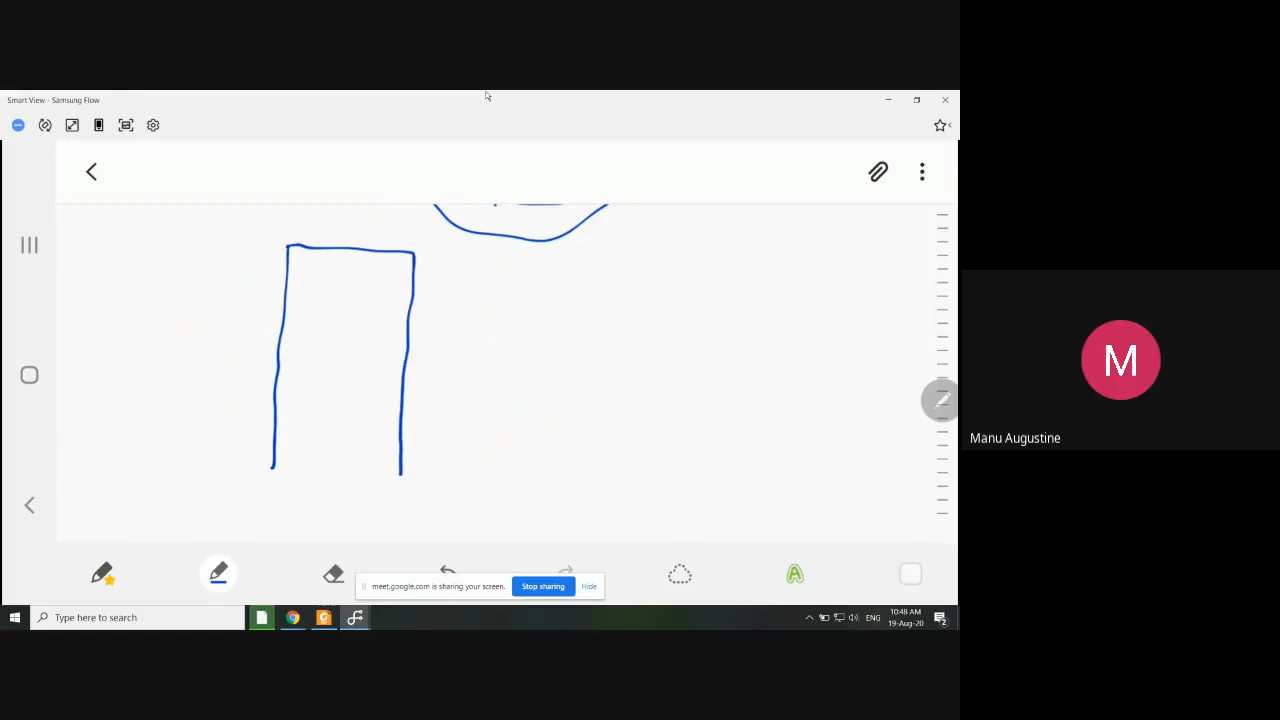 Smart View - Samsung Flow
M
Manu Augustine
A
meet.google.com is sharing your screen.
Stop sharing
Hide
Type here to search
ENG
10:48 AM
19-Aug-20
2